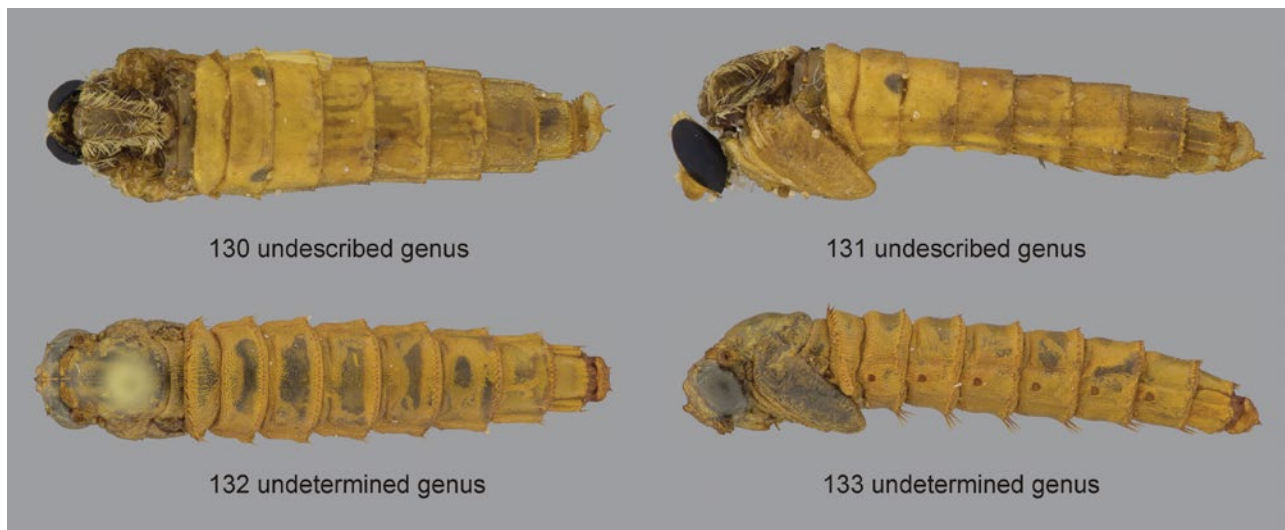 130 undescribed genus
131 undescribed genus
132 undetermined genus
133 undetermined genus